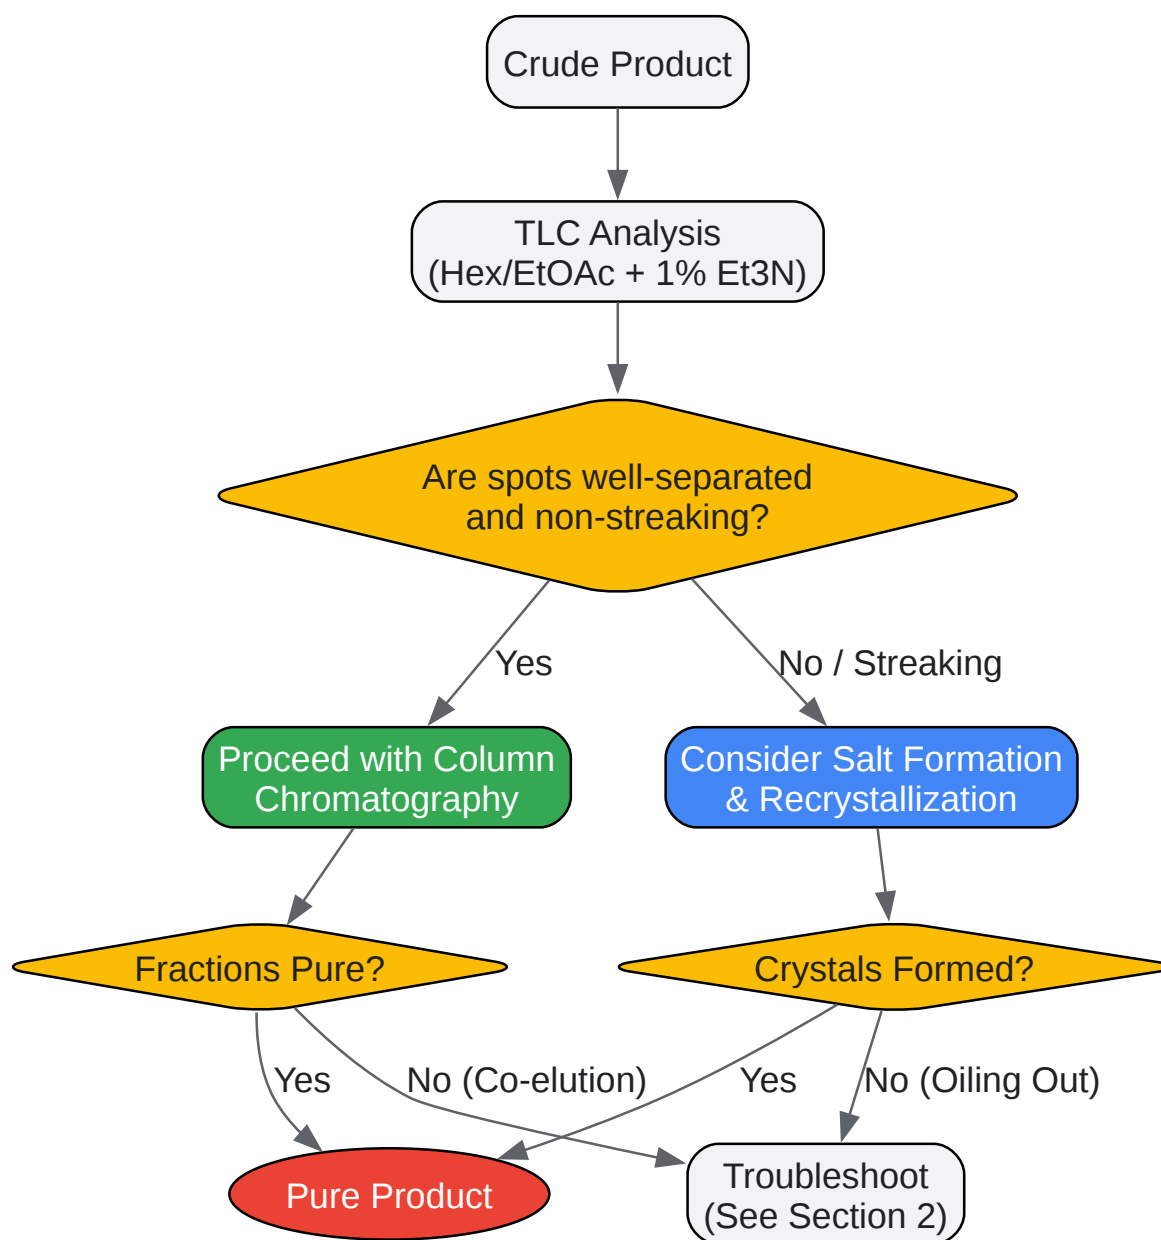 Crude Product
TLC Analysis
(Hex/EtOAc + 1% Et3N)
Are spots well-separated
and non-streaking?
Yes
No / Streaking
Proceed with Column
Chromatography
Consider Salt Formation
& Recrystallization
Fractions Pure?
Crystals Formed?
Yes
No (Co-elution)
Yes
No (Oiling Out)
Pure Product
Troubleshoot
(See Section 2)